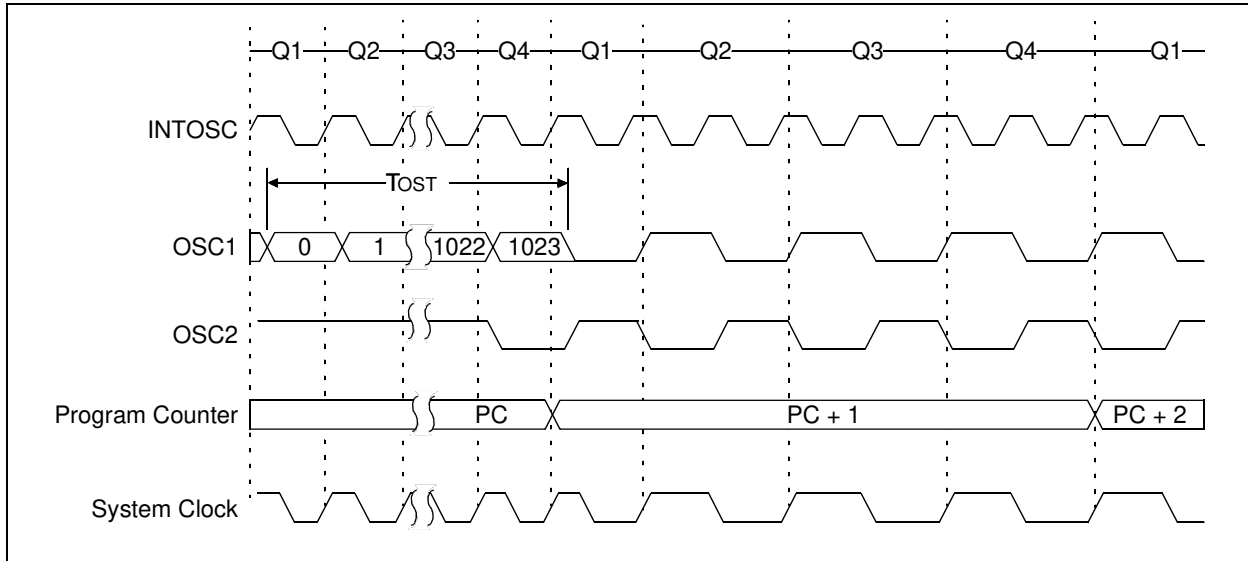 Q1 Q2 Q3 Q4 Q1 Q2 Q3 Q4 Q1
INTOSC
TOST
OSC1 0 1 1022 1023
OSC2
Program Counter PC PC + 1 PC + 2
System Clock